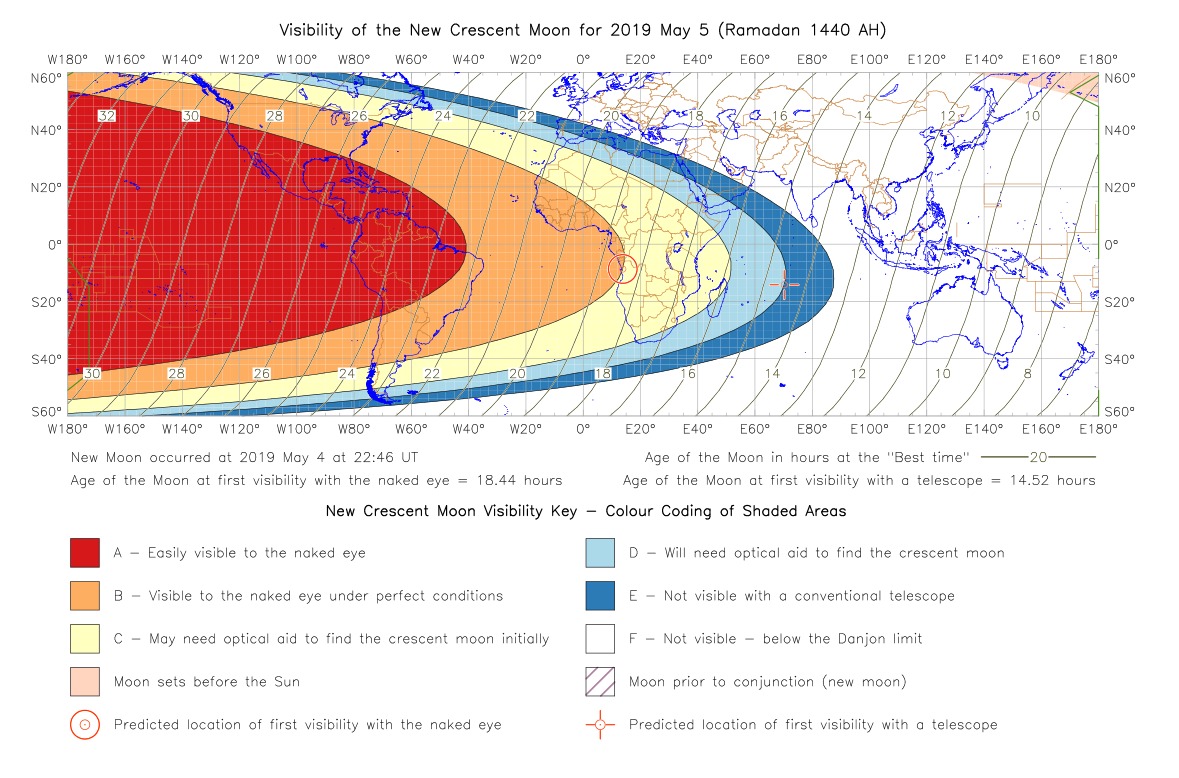 Visibility of the New Crescent Moon for 2019 May 5 (Ramadan 1440 AH)
W180° W160° W140° W120° W100° W80° W60° W40° W20° 0° E20° E40° E60° E80° E100° E120° E140° E160° E180°
N60° N60°
32 30 28 26 24 22 20 18 16 14 12 10
N40° N40°
N20° N20°
0° 0°
S20° S20°
S40° S40°
30 28 26 24 22 20 18 16 14 12 10 8
S60° S60°
W180° W160° W140° W120° W100° W80° W60° W40° W20° 0° E20° E40° E60° E80° E100° E120° E140° E160° E180°
New Moon occurred at 2019 May 4 at 22:46 UT
Age of the Moon in hours at the "Best time" 20
Age of the Moon at first visibility with the naked eye = 18.44 hours
Age of the Moon at first visibility with a telescope = 14.52 hours
New Crescent Moon Visibility Key – Colour Coding of Shaded Areas
A – Easily visible to the naked eye
D – Will need optical aid to find the crescent moon
B – Visible to the naked eye under perfect conditions
E – Not visible with a conventional telescope
C – May need optical aid to find the crescent moon initially
F – Not visible – below the Danjon limit
Moon sets before the Sun
Moon prior to conjunction (new moon)
Predicted location of first visibility with the naked eye
Predicted location of first visibility with a telescope